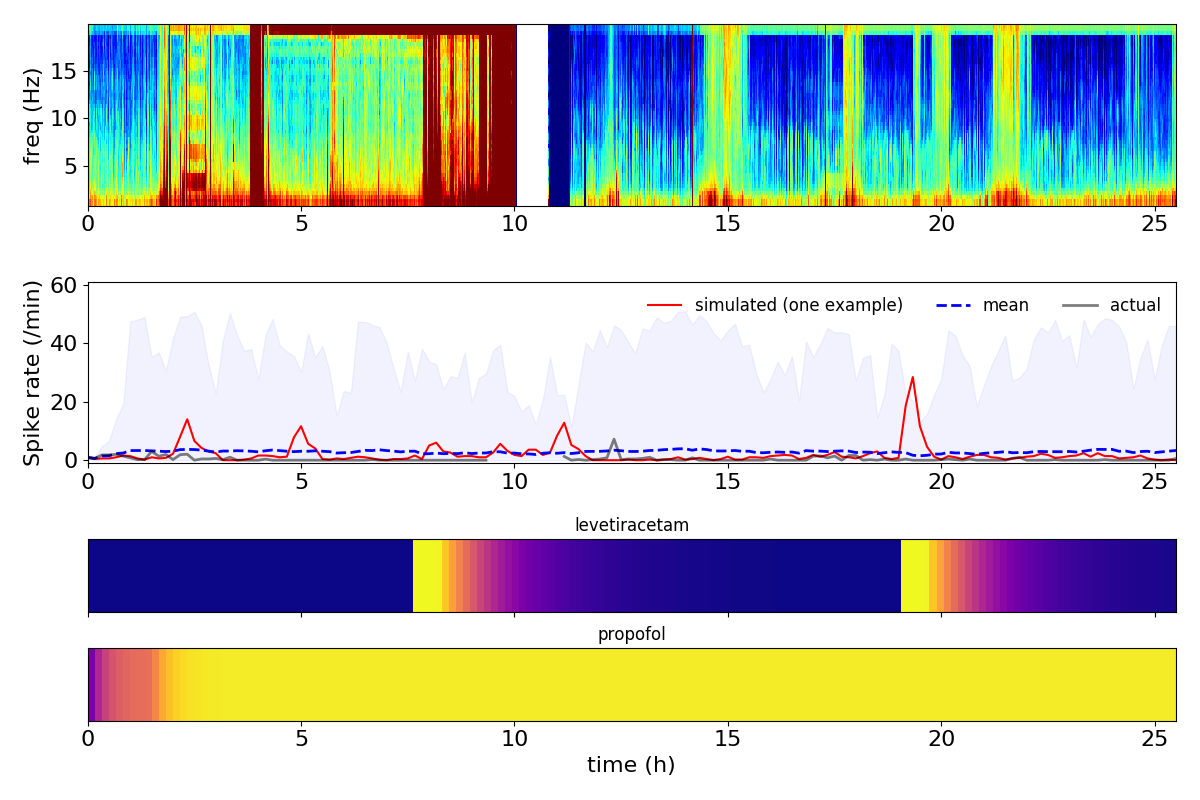 freq (Hz)
15
10
5
0 5 10 15 20 25
Spike rate (/min)
60
40
20
0
simulated (one example) mean actual
0 5 10 15 20 25
levetiracetam
propofol
0 5 10 15 20 25
time (h)